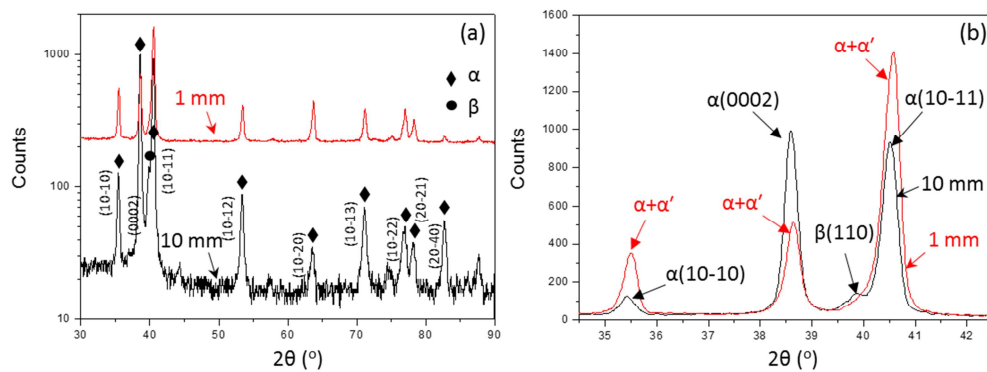 (a)
1000
100
10
Counts
30 40 50 60 70 80 90
2θ (°)
♦ α
● β
1 mm
10 mm
(10-10)
(0002)
(10-11)
(10-12)
(10-20)
(10-13)
(10-22)
(20-21)
(20-40)
(b)
1600
1400
1200
1000
800
600
400
200
0
Counts
35 36 37 38 39 40 41 42
2θ (°)
α+α′
α(0002)
α(10-11)
10 mm
α+α′
α+α′
β(110)
α(10-10)
1 mm